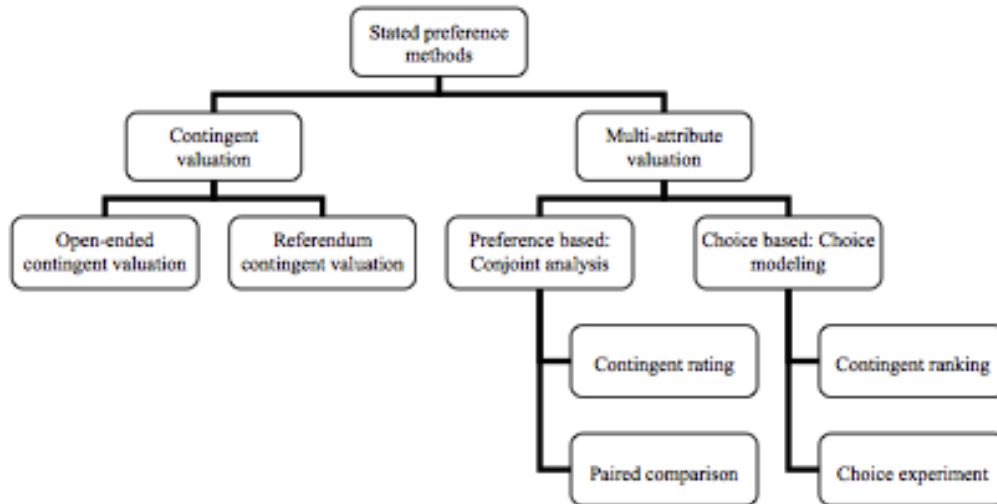 Stated preference
methods
Contingent
valuation
Multi-attribute
valuation
Open-ended
contingent valuation
Referendum
contingent valuation
Preference based:
Conjoint analysis
Choice based: Choice
modeling
Contingent rating
Contingent ranking
Paired comparison
Choice experiment